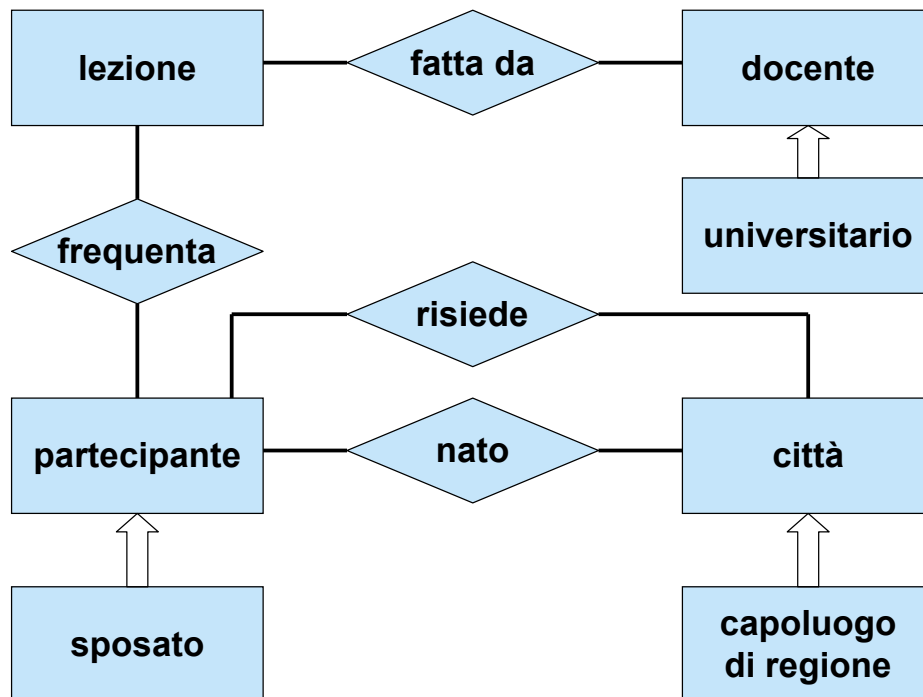 lezione
fatta da
docente
universitario
frequenta
risiede
partecipante
nato
città
sposato
capoluogo
di regione